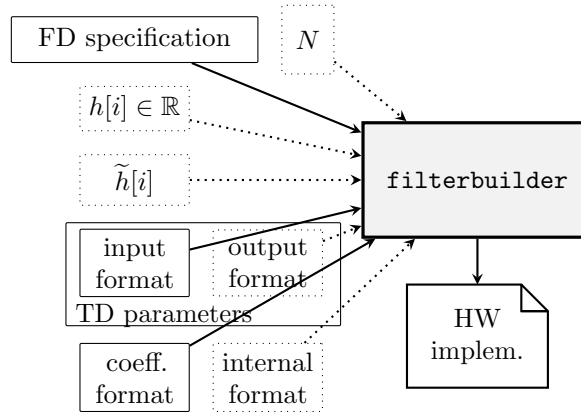 FD specification
N
h[i] ∈ ℝ
h̃[i]
filterbuilder
input
format
output
format
TD parameters
coeff.
format
internal
format
HW
implem.